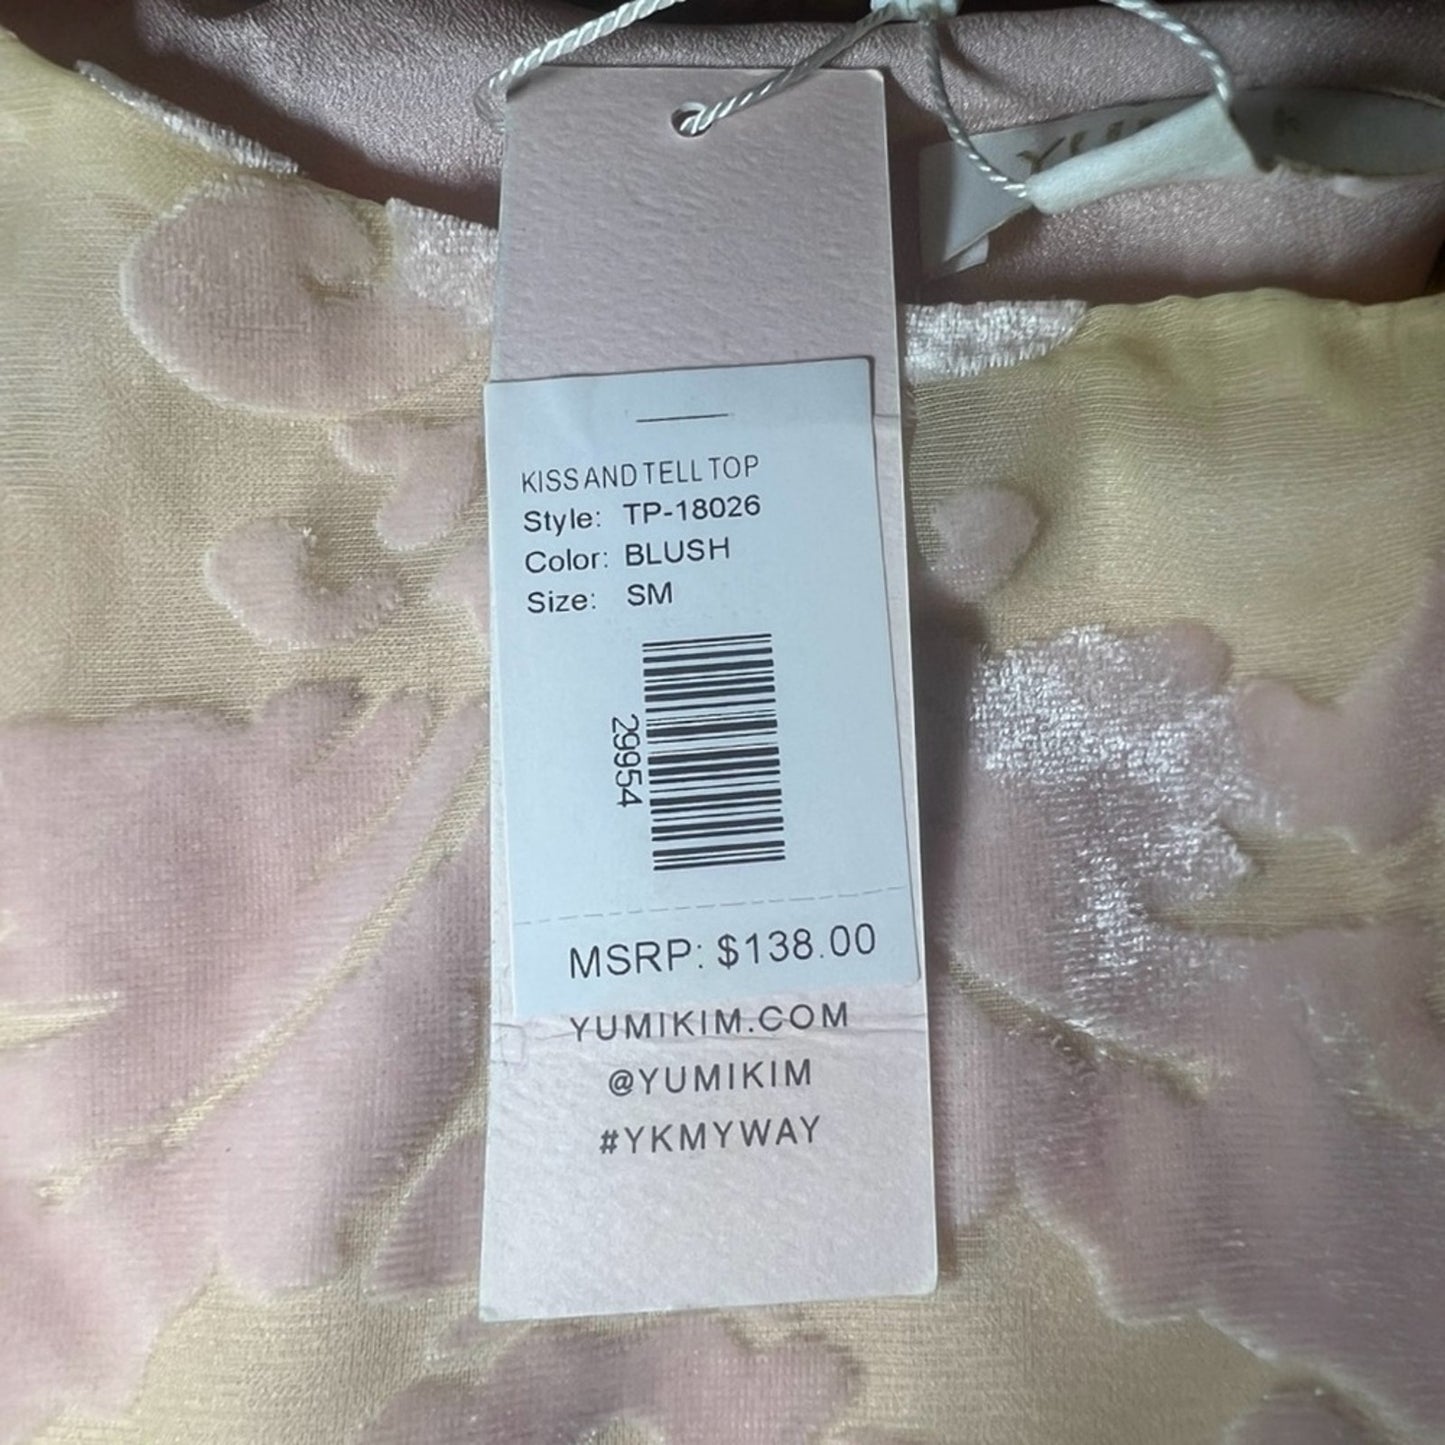 KISS AND TELL TOP
Style: TP-18026
Color: BLUSH
Size: SM
29954
MSRP: $138.00
YUMIKIM.COM
@YUMIKIM
#YKMYWAY